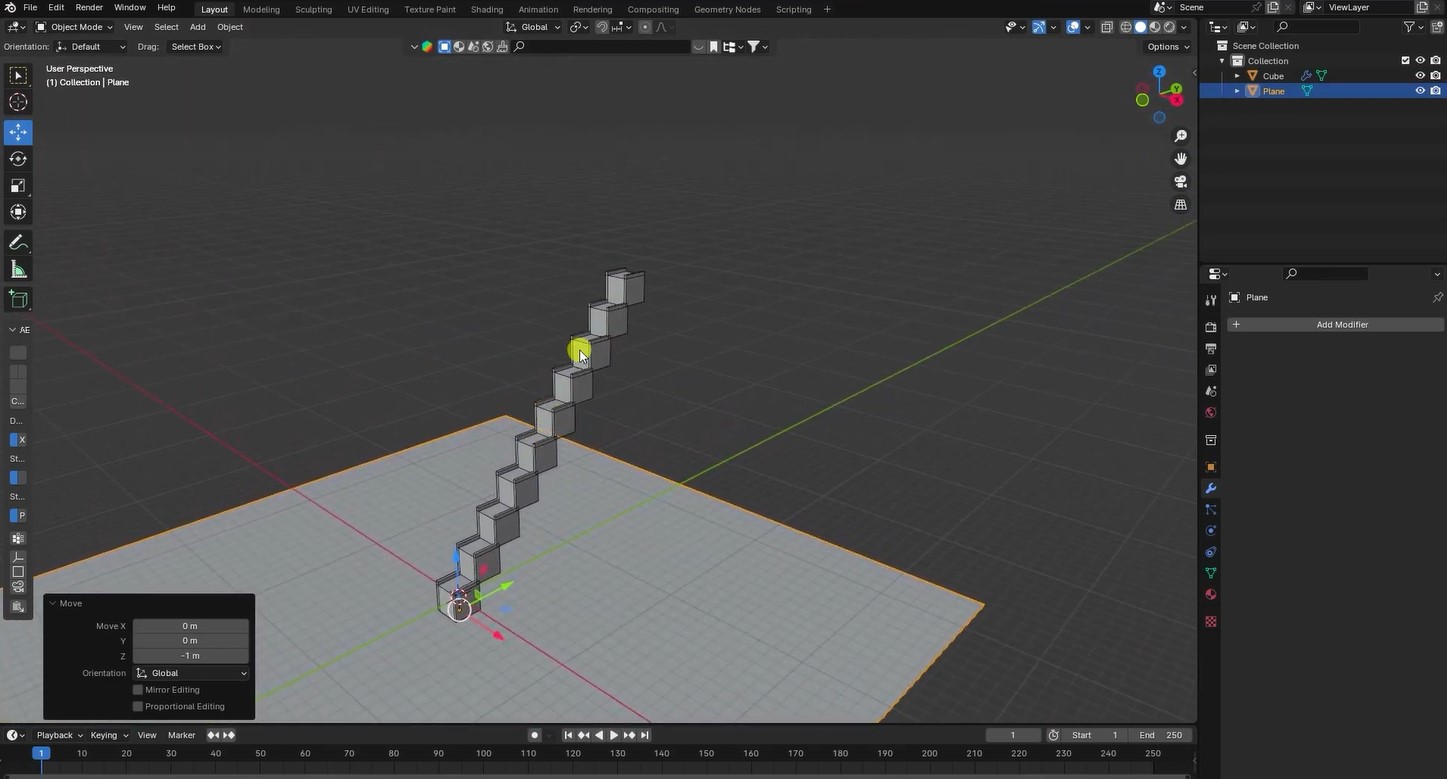 File Edit Render Window Help Layout Modeling Sculpting UV Editing Texture Paint Shading Animation Rendering Compositing Geometry Nodes Scripting + Scene ViewLayer
Object Mode View Select Add Object Global
Orientation: Default Drag: Select Box Options
User Perspective
(1) Collection | Plane
Z
Y
X
Scene Collection
Collection
Cube
Plane
Plane
+ Add Modifier
AE
C...
D...
X
St...
St...
P
Move
Move X 0 m
Y 0 m
Z -1 m
Orientation Global
Mirror Editing
Proportional Editing
Playback Keying View Marker 1 Start 1 End 250
1 10 20 30 40 50 60 70 80 90 100 110 120 130 140 150 160 170 180 190 200 210 220 230 240 250